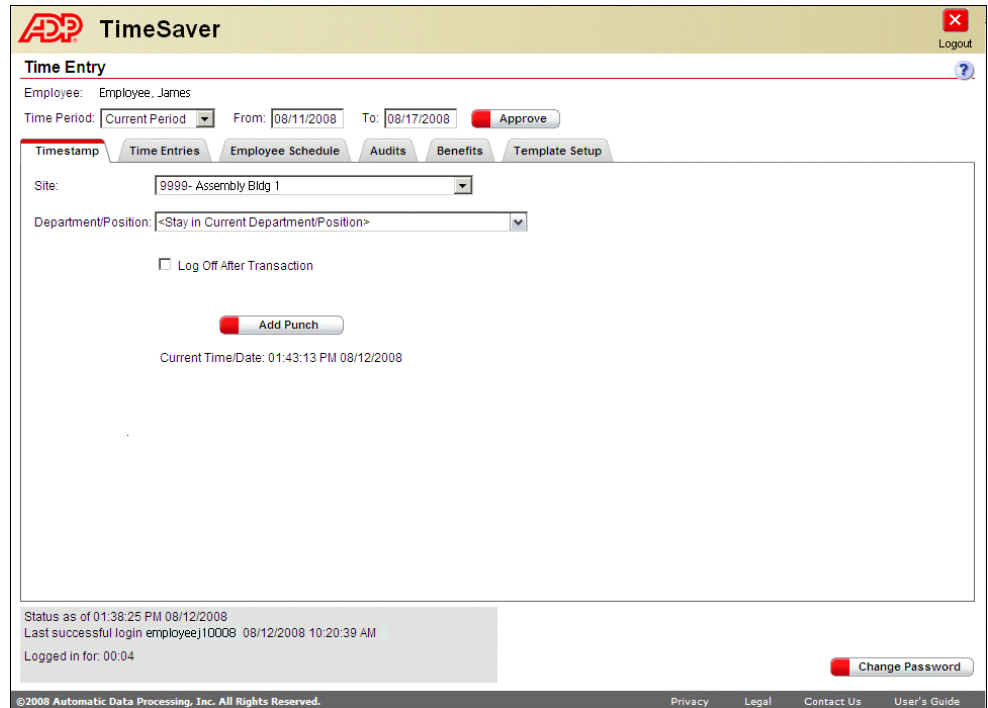 ADP TimeSaver
Logout
Time Entry
?
Employee: Employee, James
Time Period: Current Period From: 08/11/2008 To: 08/17/2008 Approve
Timestamp Time Entries Employee Schedule Audits Benefits Template Setup
Site: 9999- Assembly Bldg 1
Department/Position: <Stay in Current Department/Position>
Log Off After Transaction
Add Punch
Current Time/Date: 01:43:13 PM 08/12/2008
Status as of 01:38:25 PM 08/12/2008
Last successful login employeej10008 08/12/2008 10:20:39 AM
Logged in for: 00:04
Change Password
©2008 Automatic Data Processing, Inc. All Rights Reserved. Privacy Legal Contact Us User's Guide